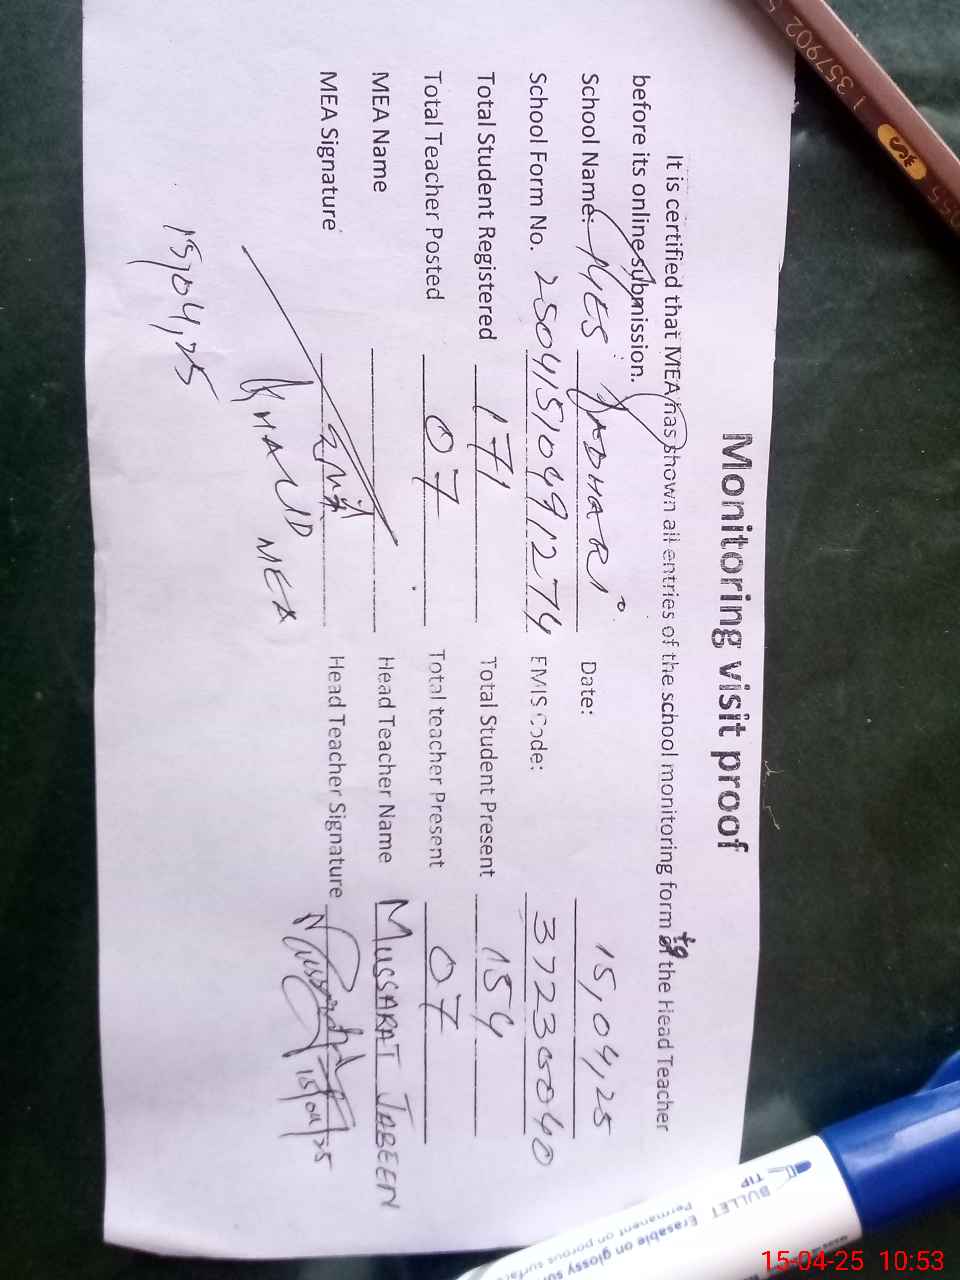 Monitoring visit proof
It is certified that MEA has shown all entries of the school monitoring form to the Head Teacher
before its online submission.
School Name: MES JADHARI Date: 15,04,25
School Form No. 250415104912774 EMIS Code: 37230040
Total Student Registered 171 Total Student Present 154
Total Teacher Posted 07 Total teacher Present 07
MEA Name Head Teacher Name MUSSARAT JABEEN
MEA Signature Head Teacher Signature
15/04/25
KHALID MEA
15,04,25
BULLET TIP
Erasable on glossy
Permanent on porous surface
1 357902
15-04-25 10:53